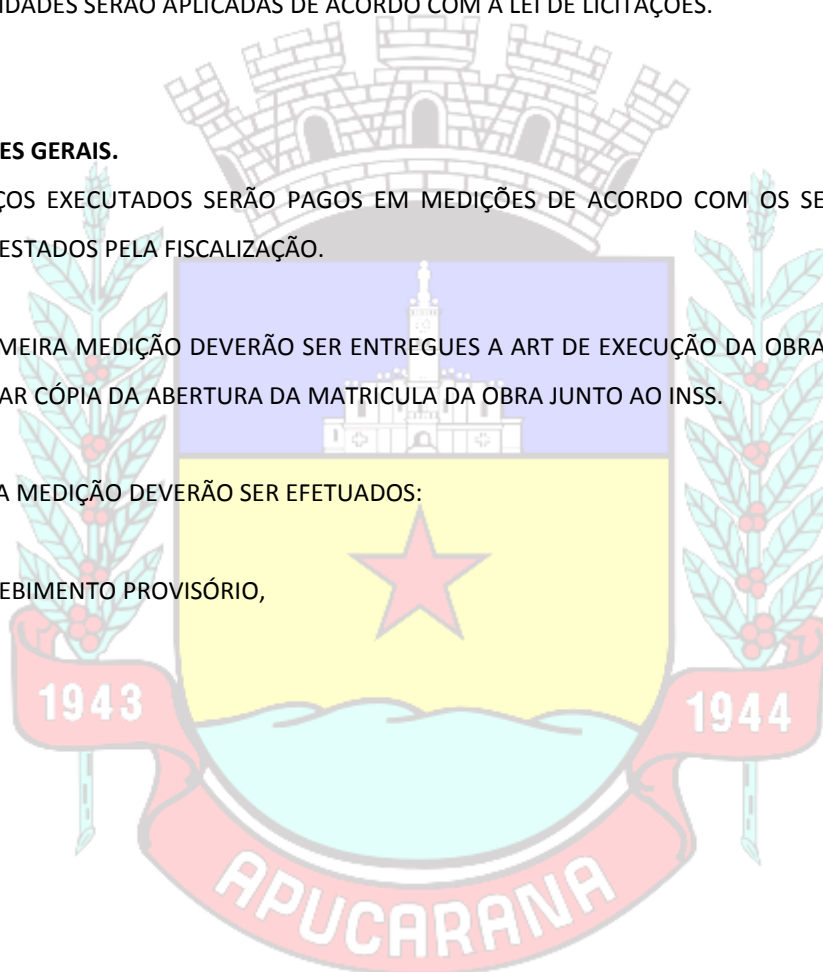 IDADES SERÃO APLICADAS DE ACORDO COM A LEI DE LICITAÇÕES.
ES GERAIS.
ÇOS EXECUTADOS SERÃO PAGOS EM MEDIÇÕES DE ACORDO COM OS SE
ESTADOS PELA FISCALIZAÇÃO.
MEIRA MEDIÇÃO DEVERÃO SER ENTREGUES A ART DE EXECUÇÃO DA OBRA
AR CÓPIA DA ABERTURA DA MATRICULA DA OBRA JUNTO AO INSS.
A MEDIÇÃO DEVERÃO SER EFETUADOS:
EBIMENTO PROVISÓRIO,
1943
1944
APUCARANA